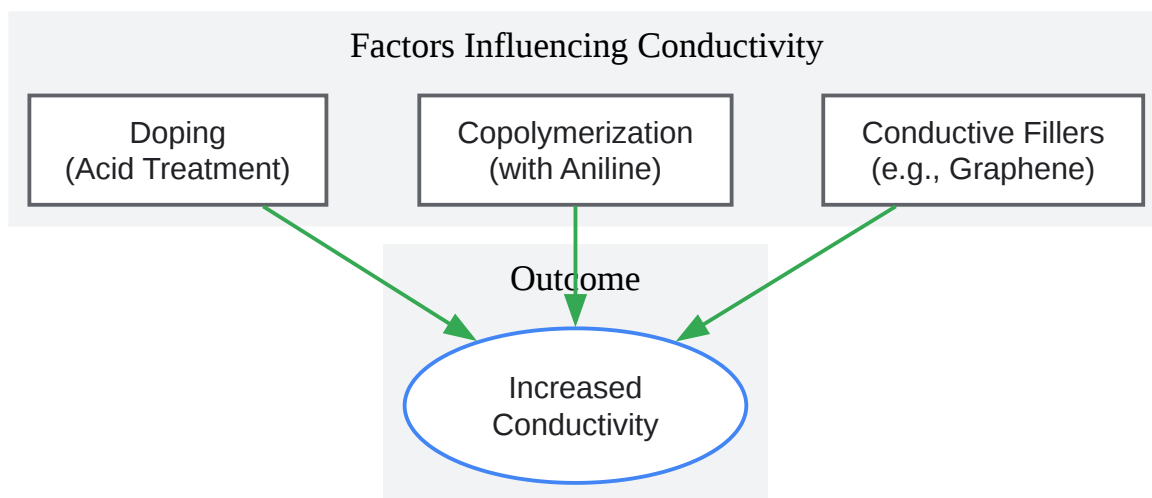 Factors Influencing Conductivity
Doping
(Acid Treatment)
Copolymerization
(with Aniline)
Conductive Fillers
(e.g., Graphene)
Outcome
Increased
Conductivity